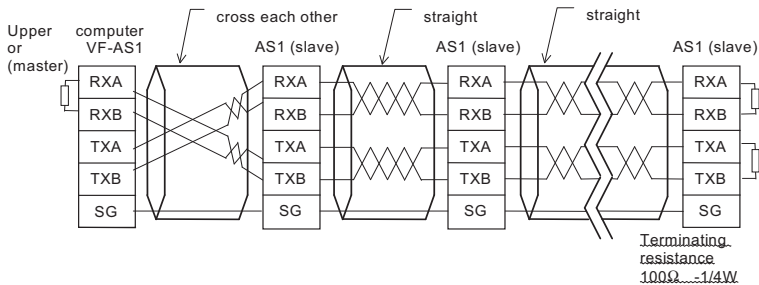 cross each other
straight
straight
Upper
or
(master)
computer
VF-AS1
AS1 (slave)
AS1 (slave)
AS1 (slave)
RXA
RXB
TXA
TXB
SG
RXA
RXB
TXA
TXB
SG
RXA
RXB
TXA
TXB
SG
RXA
RXB
TXA
TXB
SG
Terminating
resistance
100Ω -1/4W